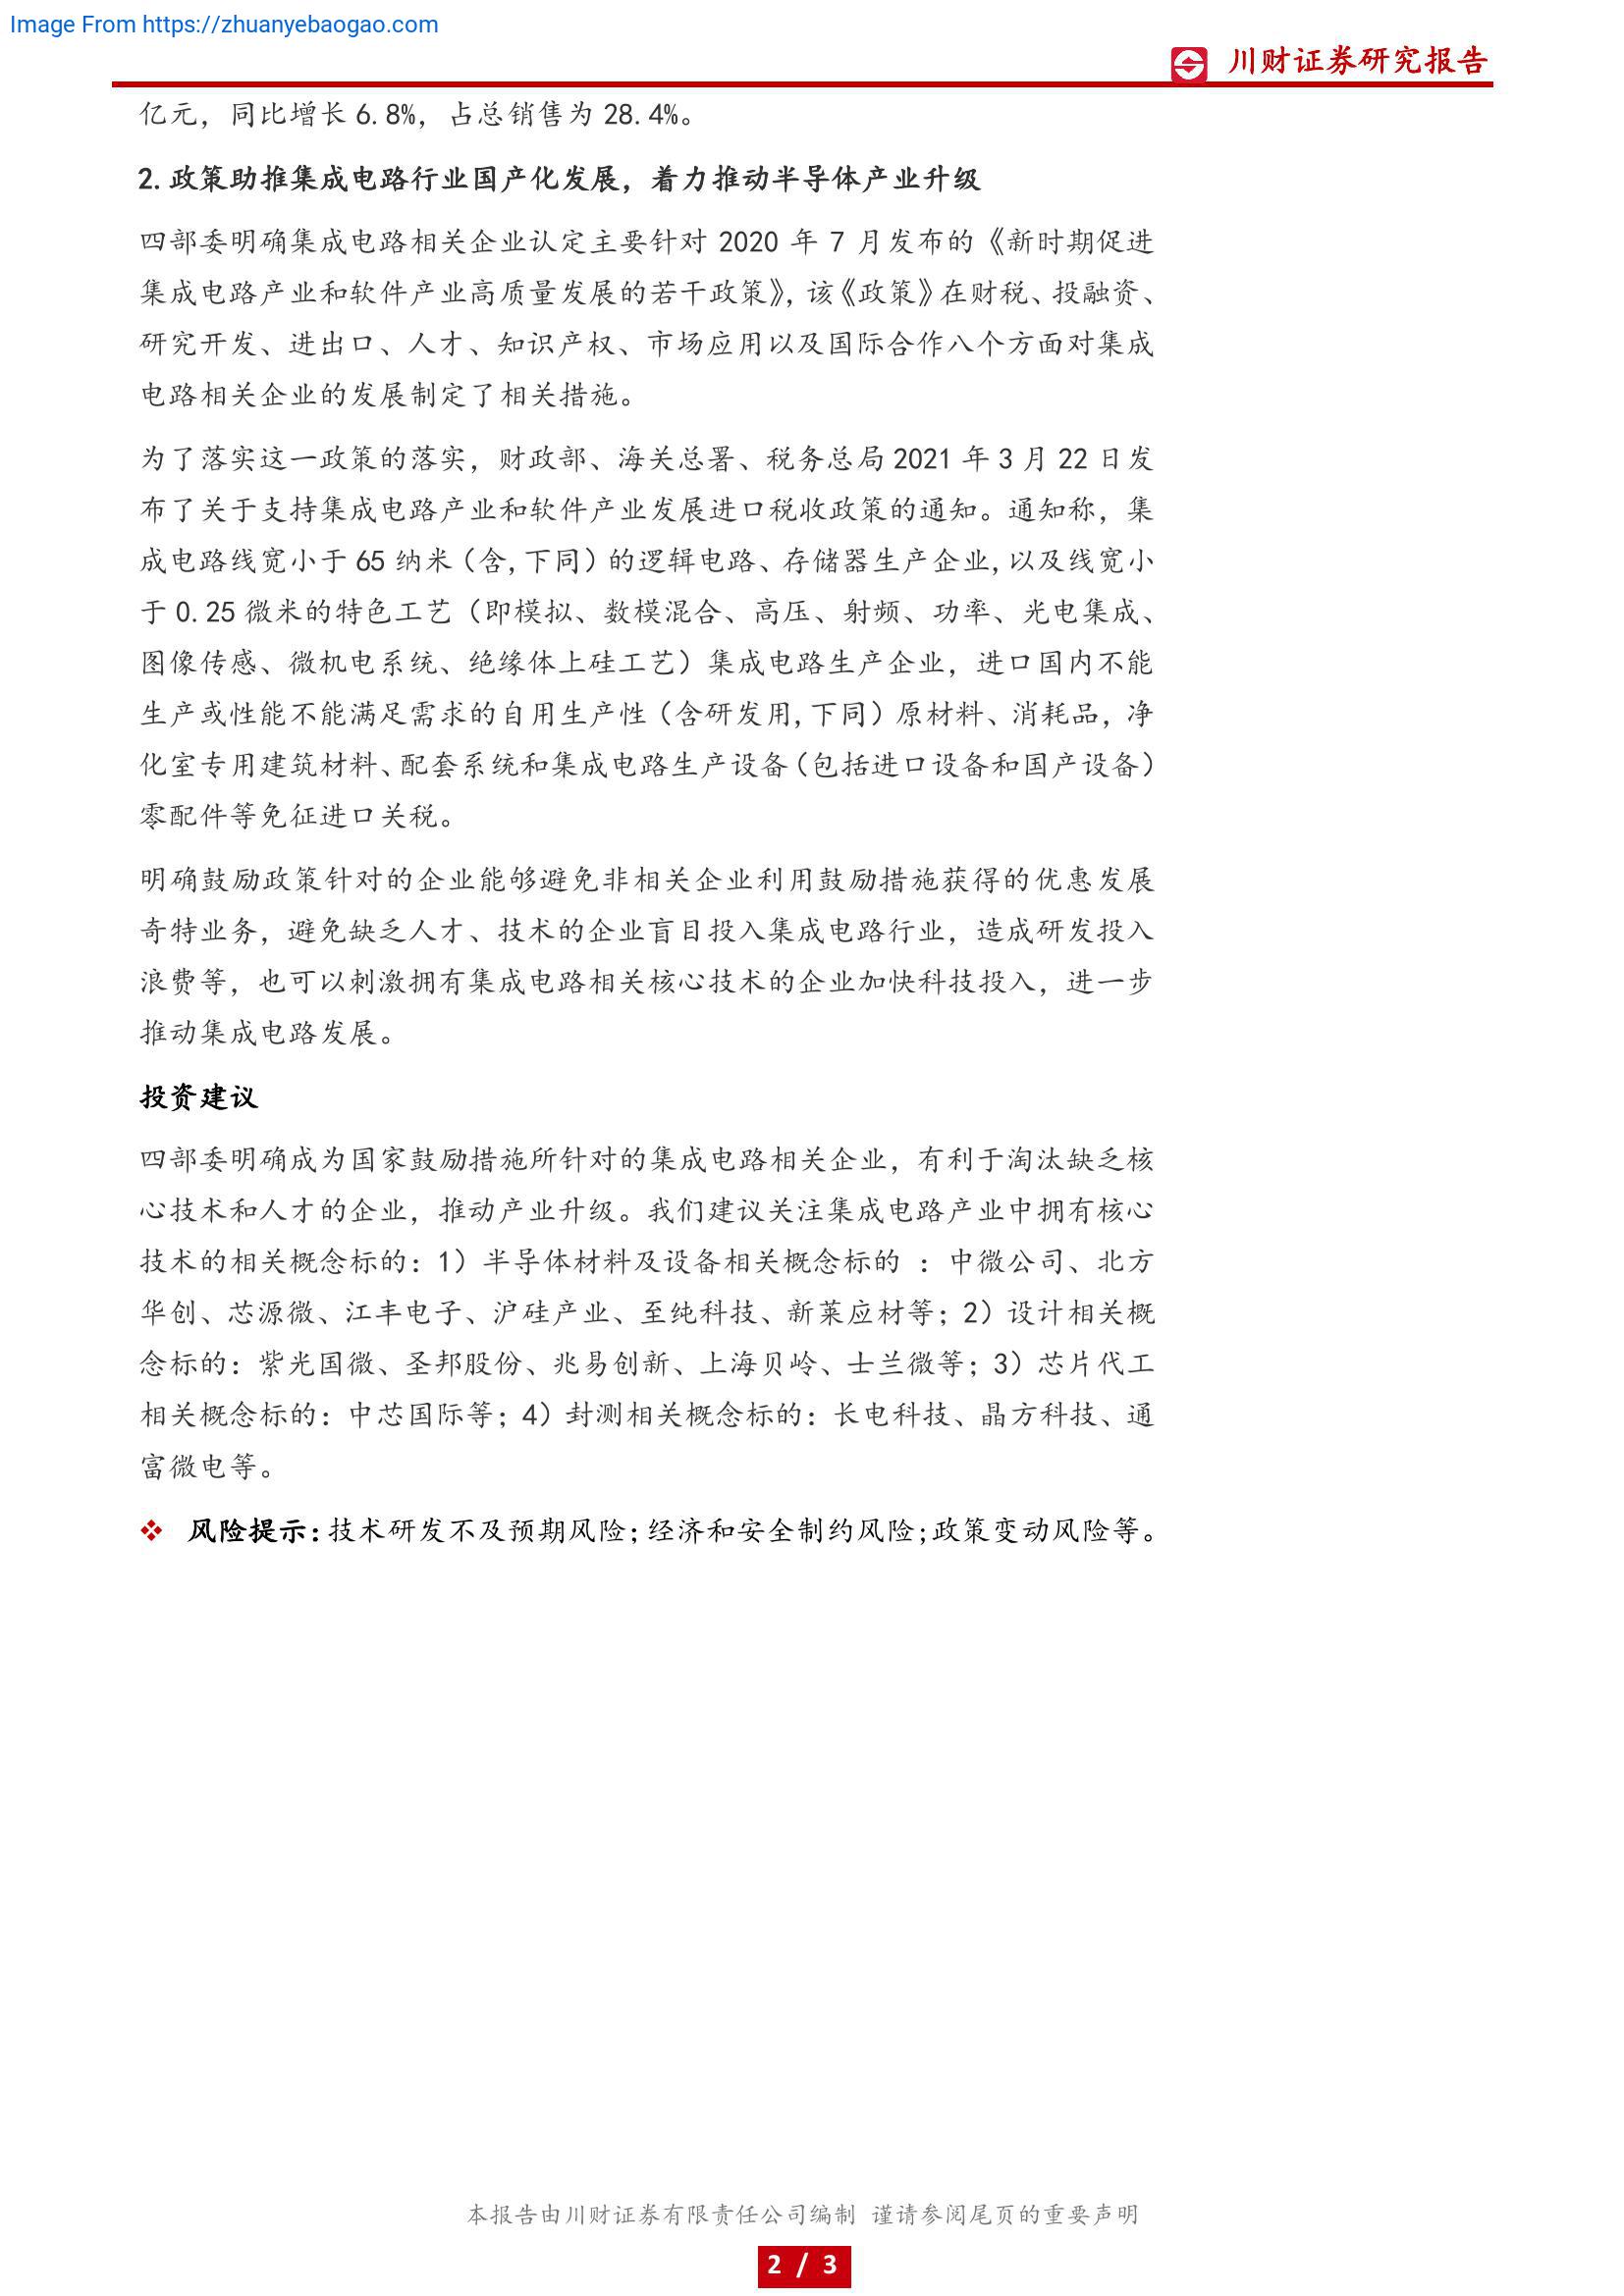 Image From https://zhuanyebaogao.com
川财证券研究报告
亿元，同比增长 6.8%，占总销售为 28.4%。
2.政策助推集成电路行业国产化发展，着力推动半导体产业升级
四部委明确集成电路相关企业认定主要针对 2020 年 7 月发布的《新时期促进
集成电路产业和软件产业高质量发展的若干政策》，该《政策》在财税、投融资、
研究开发、进出口、人才、知识产权、市场应用以及国际合作八个方面对集成
电路相关企业的发展制定了相关措施。
为了落实这一政策的落实，财政部、海关总署、税务总局 2021 年 3 月 22 日发
布了关于支持集成电路产业和软件产业发展进口税收政策的通知。通知称，集
成电路线宽小于 65 纳米（含,下同）的逻辑电路、存储器生产企业,以及线宽小
于 0.25 微米的特色工艺（即模拟、数模混合、高压、射频、功率、光电集成、
图像传感、微机电系统、绝缘体上硅工艺）集成电路生产企业，进口国内不能
生产或性能不能满足需求的自用生产性（含研发用,下同）原材料、消耗品，净
化室专用建筑材料、配套系统和集成电路生产设备（包括进口设备和国产设备）
零配件等免征进口关税。
明确鼓励政策针对的企业能够避免非相关企业利用鼓励措施获得的优惠发展
奇特业务，避免缺乏人才、技术的企业盲目投入集成电路行业，造成研发投入
浪费等，也可以刺激拥有集成电路相关核心技术的企业加快科技投入，进一步
推动集成电路发展。
投资建议
四部委明确成为国家鼓励措施所针对的集成电路相关企业，有利于淘汰缺乏核
心技术和人才的企业，推动产业升级。我们建议关注集成电路产业中拥有核心
技术的相关概念标的：1）半导体材料及设备相关概念标的 ：中微公司、北方
华创、芯源微、江丰电子、沪硅产业、至纯科技、新莱应材等；2）设计相关概
念标的：紫光国微、圣邦股份、兆易创新、上海贝岭、士兰微等；3）芯片代工
相关概念标的：中芯国际等；4）封测相关概念标的：长电科技、晶方科技、通
富微电等。
❖ 风险提示：技术研发不及预期风险；经济和安全制约风险；政策变动风险等。
本报告由川财证券有限责任公司编制 谨请参阅尾页的重要声明
2 / 3